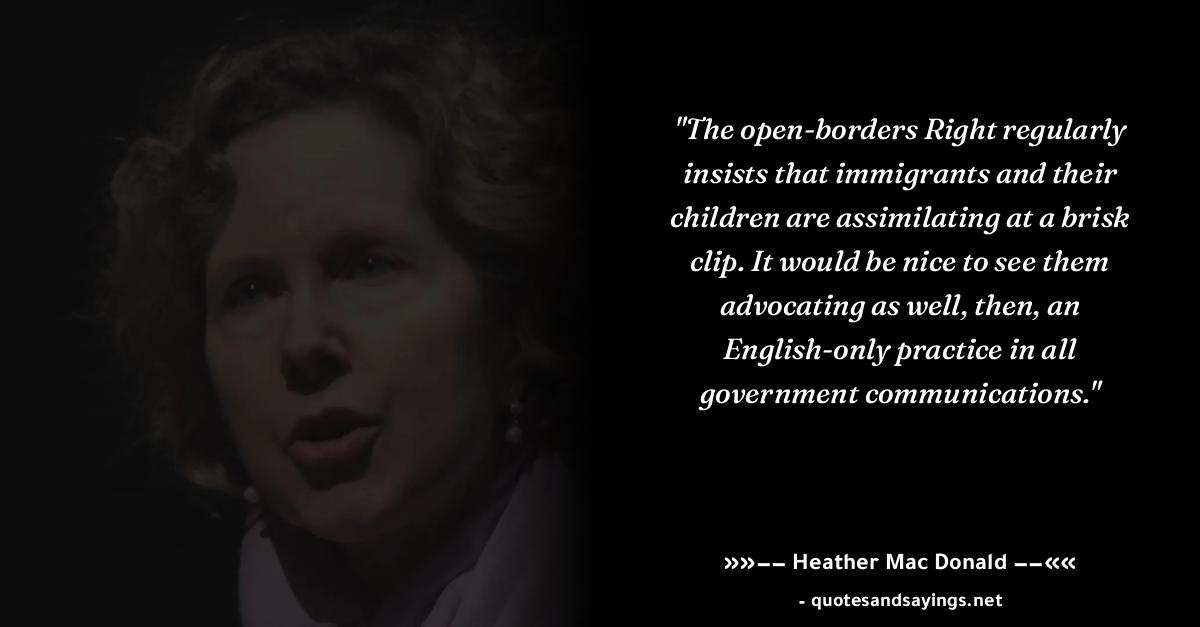 "The open-borders Right regularly
insists that immigrants and their
children are assimilating at a brisk
clip. It would be nice to see them
advocating as well, then, an
English-only practice in all
government communications."
»»−− Heather Mac Donald −−««
- quotesandsayings.net